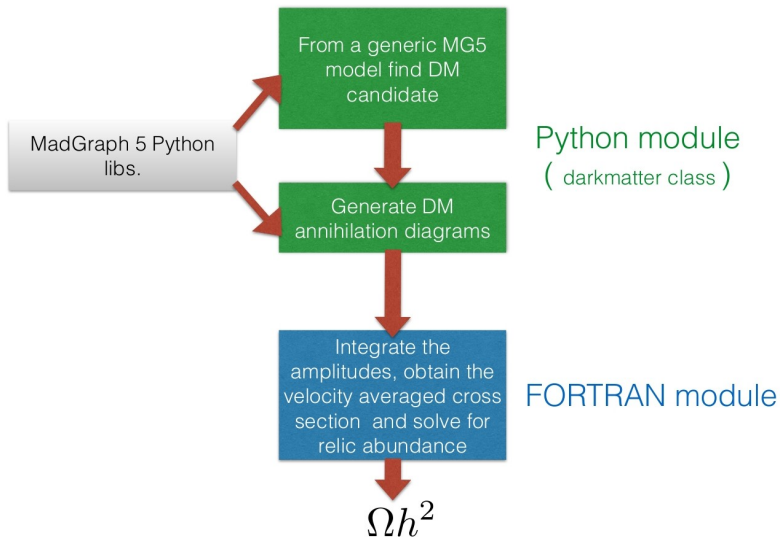 From a generic MG5
model find DM
candidate
MadGraph 5 Python
libs.
Python module
( darkmatter class )
Generate DM
annihilation diagrams
Integrate the
amplitudes, obtain the
velocity averaged cross
section and solve for
relic abundance
FORTRAN module
Ωh²